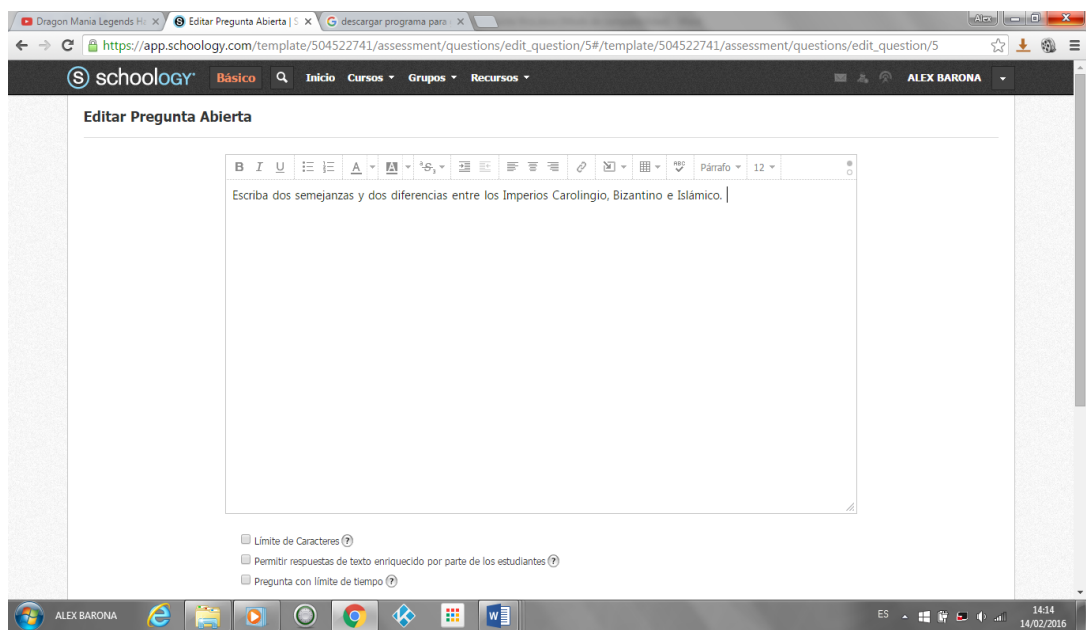 Dragon Mania Legends Ha
Editar Pregunta Abierta | S
descargar programa para
Alex
https://app.schoology.com/template/504522741/assessment/questions/edit_question/5#/template/504522741/assessment/questions/edit_question/5
S schoology Básico Inicio Cursos Grupos Recursos ALEX BARONA
Editar Pregunta Abierta
B I U A A S ABC Párrafo 12
Escriba dos semejanzas y dos diferencias entre los Imperios Carolingio, Bizantino e Islámico.
Límite de Caracteres ?
Permitir respuestas de texto enriquecido por parte de los estudiantes ?
Pregunta con límite de tiempo ?
ALEX BARONA ES 14:14
14/02/2016